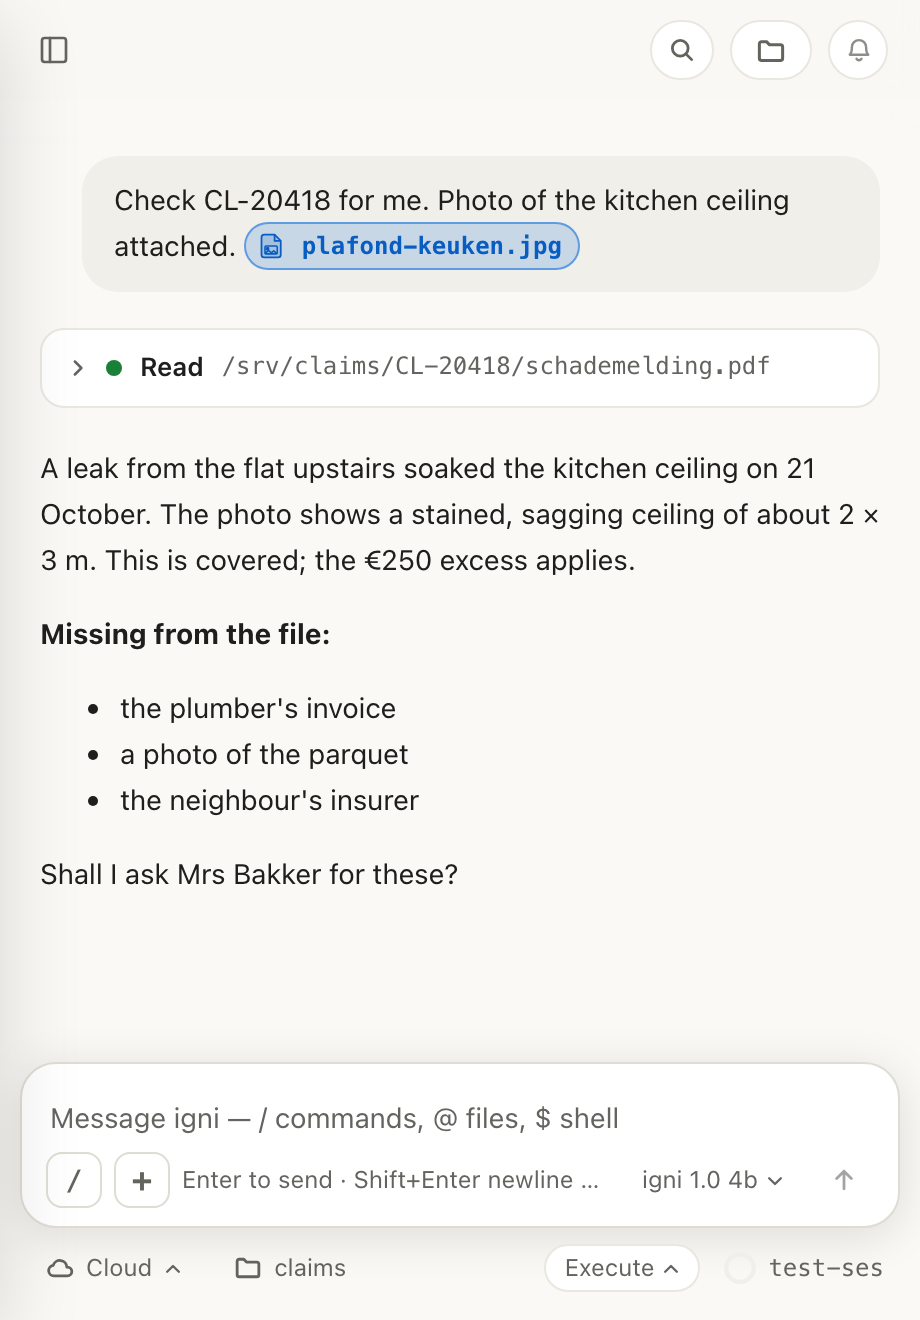 Check CL-20418 for me. Photo of the kitchen ceiling
attached. plafond-keuken.jpg
Read /srv/claims/CL-20418/schademelding.pdf
A leak from the flat upstairs soaked the kitchen ceiling on 21
October. The photo shows a stained, sagging ceiling of about 2 ×
3 m. This is covered; the €250 excess applies.
Missing from the file:
• the plumber's invoice
• a photo of the parquet
• the neighbour's insurer
Shall I ask Mrs Bakker for these?
Message igni — / commands, @ files, $ shell
/ + Enter to send · Shift+Enter newline ... igni 1.0 4b
Cloud claims Execute test-ses